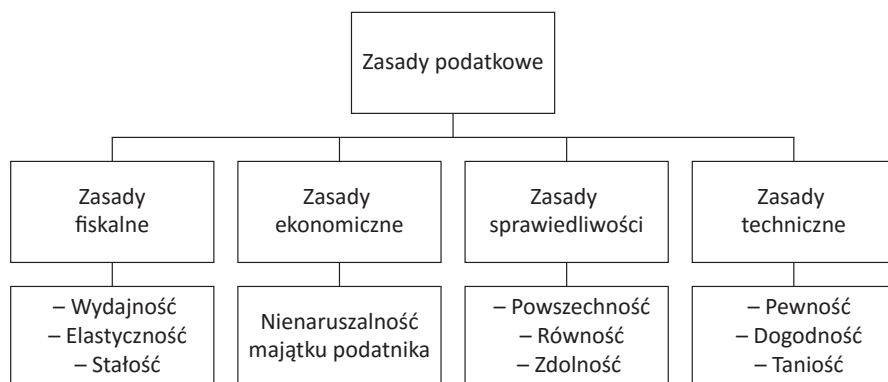 Zasady podatkowe
Zasady
fiskalne
Zasady
ekonomiczne
Zasady
sprawiedliwości
Zasady
techniczne
– Wydajność
– Elastyczność
– Stałość
Nienaruszalność
majątku podatnika
– Powszechność
– Równość
– Zdolność
– Pewność
– Dogodność
– Taniość